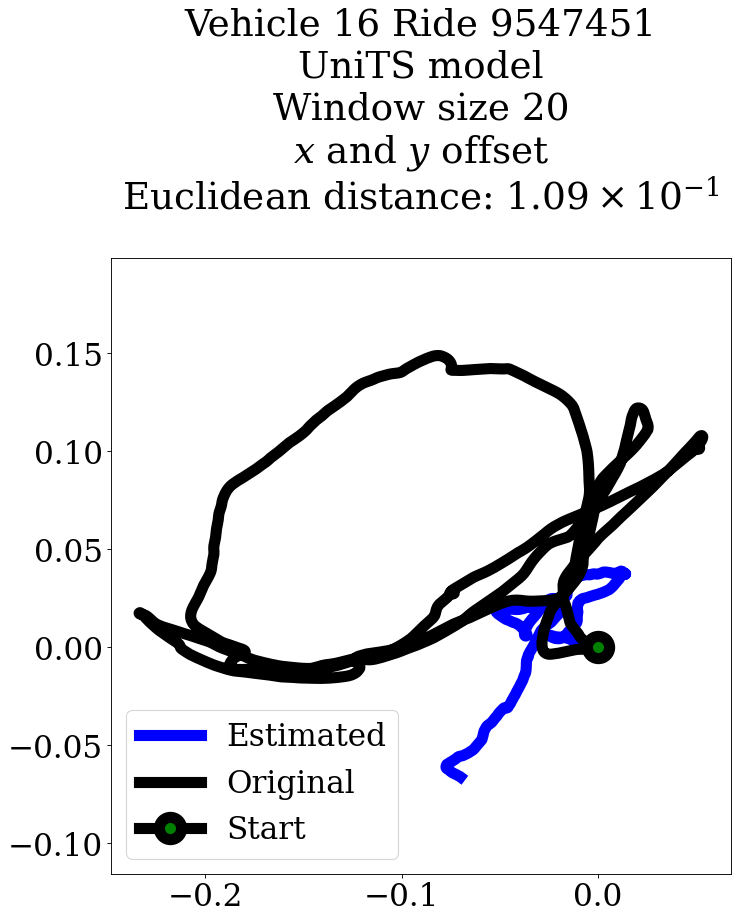 Vehicle 16 Ride 9547451
UniTS model
Window size 20
x and y offset
Euclidean distance: 1.09 × 10⁻¹
0.15
0.10
0.05
0.00
−0.05
−0.10
Estimated
Original
Start
−0.2
−0.1
0.0